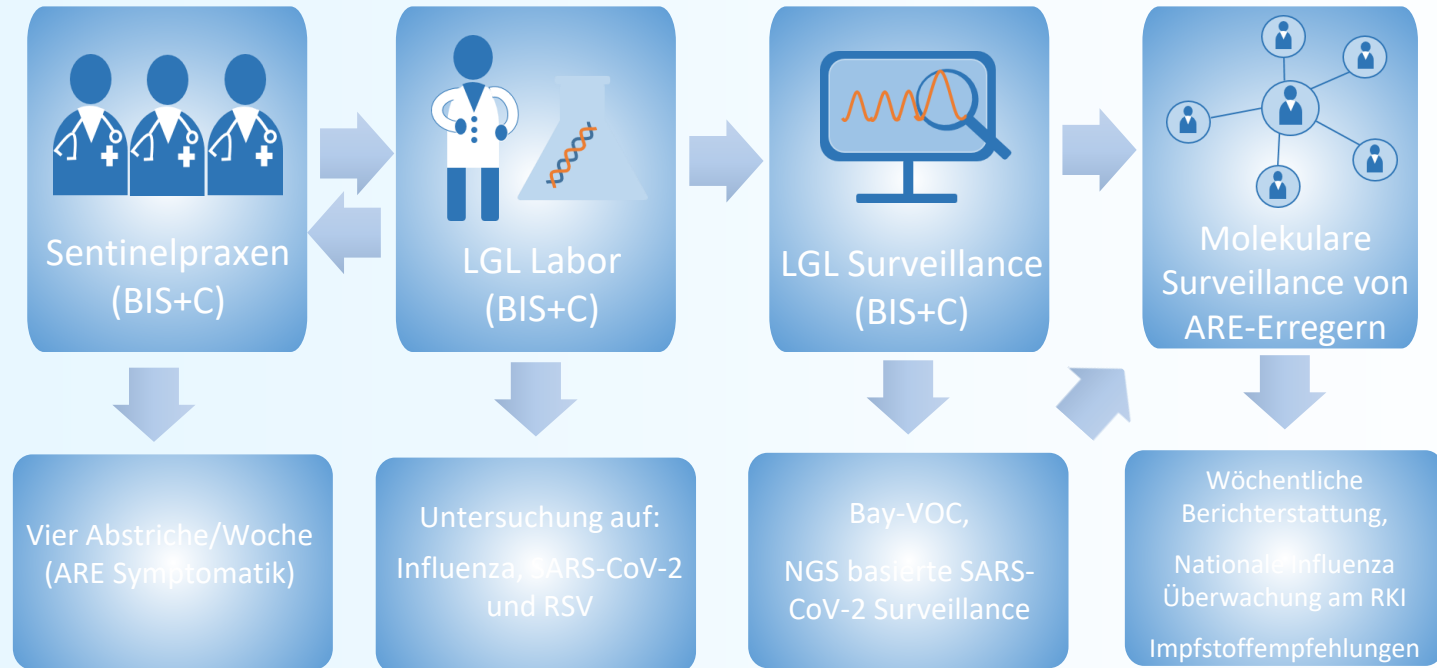 Sentinelpraxen
(BIS+C)
LGL Labor
(BIS+C)
LGL Surveillance
(BIS+C)
Molekulare
Surveillance von
ARE-Erregern
Vier Abstriche/Woche
(ARE Symptomatik)
Untersuchung auf:
Influenza, SARS-CoV-2
und RSV
Bay-VOC,
NGS basierte SARS-
CoV-2 Surveillance
Wöchentliche
Berichterstattung,
Nationale Influenza
Überwachung am RKI
Impfstoffempfehlungen